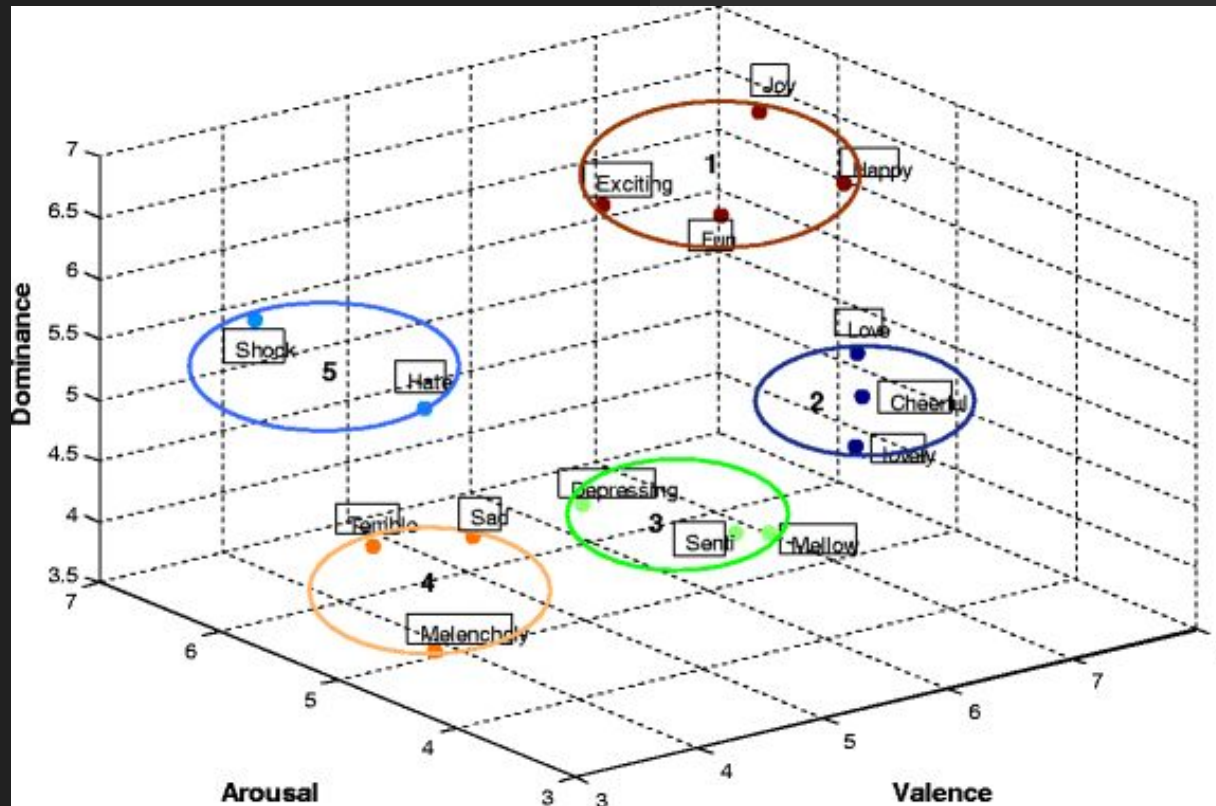 Joy
1
Happy
Exciting
Fun
7
6.5
6
5.5
5
4.5
4
3.5
Dominance
Shock
5
Hate
Love
2
Cheerful
lovely
Depressing
3
Senti
Mellow
Terrible
Sad
4
Melencholy
7
6
5
4
3
Arousal
3
4
5
6
7
Valence